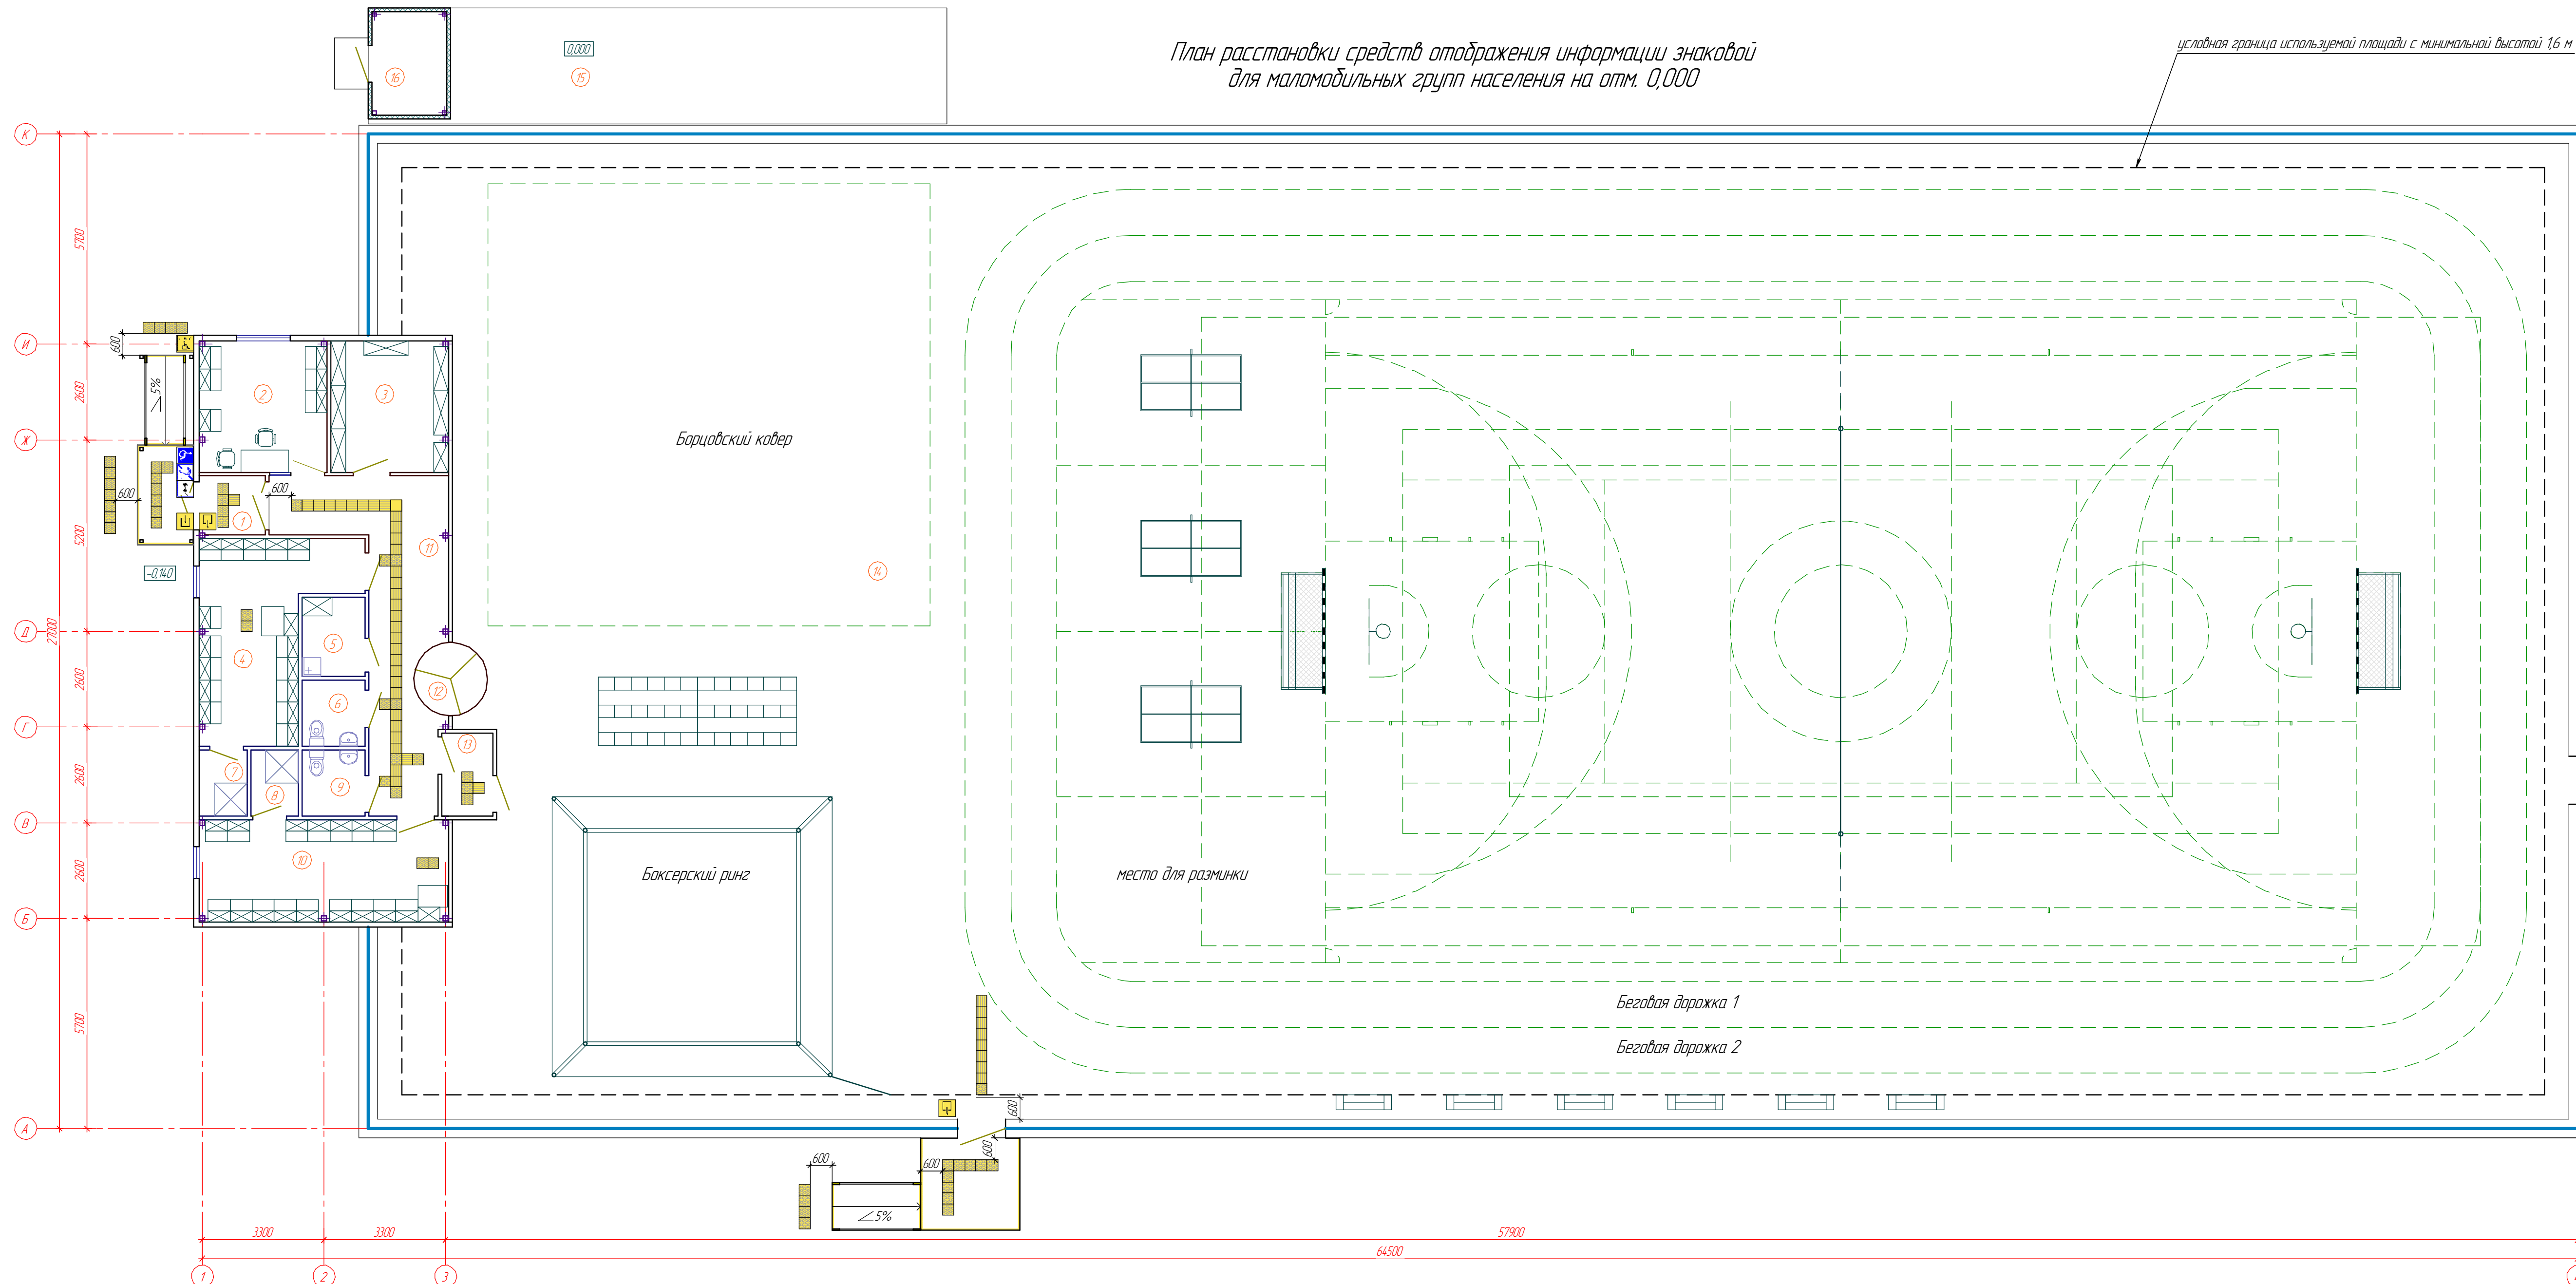 0,000
План расстановки средств отображения информации знаковой
для маломобильных групп населения на отм. 0,000
условная граница используемой площади с минимальной высотой 1,6 м
16
15
К
5700
И
600
2600
5%
2
3
Ж
Борцовский ковер
600
600
1
5200
11
14
-0,140
Д
27000
5
4
2600
12
6
Г
13
2600
7
8
9
В
10
2600
Боксерский ринг
место для разминки
Б
5700
Беговая дорожка 1
Беговая дорожка 2
600
А
600
600
600
5%
3300
3300
57900
64500
1
2
3